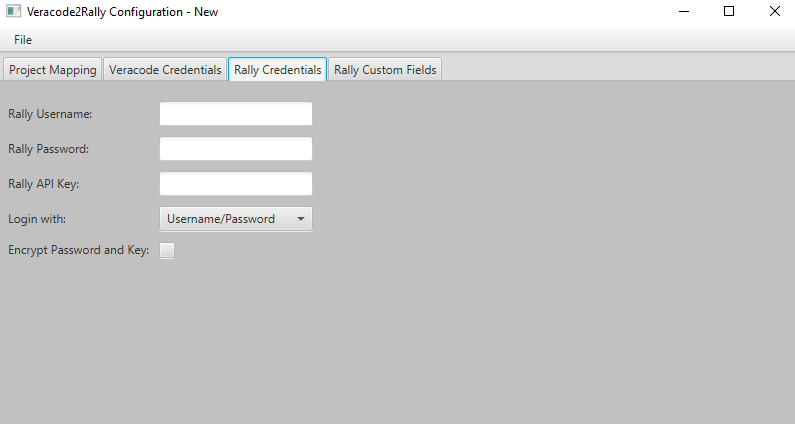 Veracode2Rally Configuration - New
File
Project Mapping Veracode Credentials Rally Credentials Rally Custom Fields
Rally Username:
Rally Password:
Rally API Key:
Login with: Username/Password
Encrypt Password and Key: